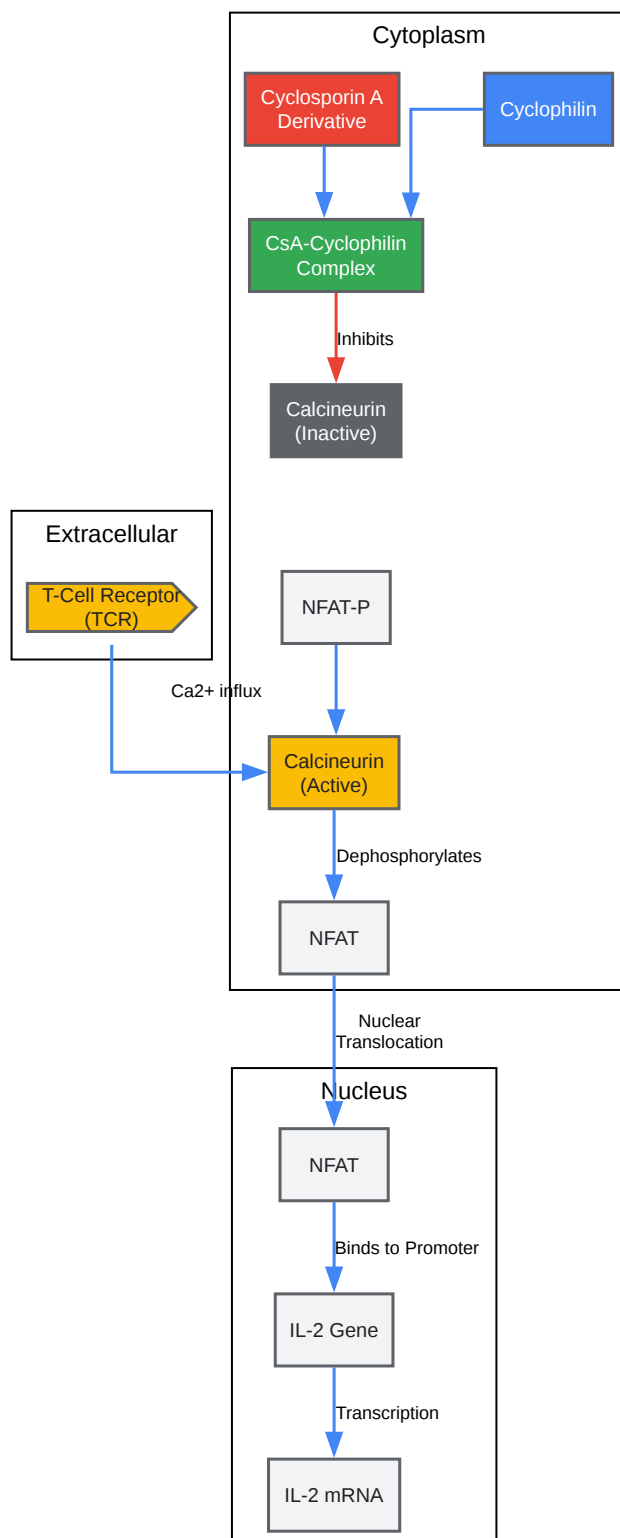 Cytoplasm
Cyclosporin A
Derivative
Cyclophilin
CsA-Cyclophilin
Complex
Inhibits
Calcineurin
(Inactive)
Extracellular
T-Cell Receptor
(TCR)
NFAT-P
Ca2+ influx
Calcineurin
(Active)
Dephosphorylates
NFAT
Nuclear
Translocation
Nucleus
NFAT
Binds to Promoter
IL-2 Gene
Transcription
IL-2 mRNA